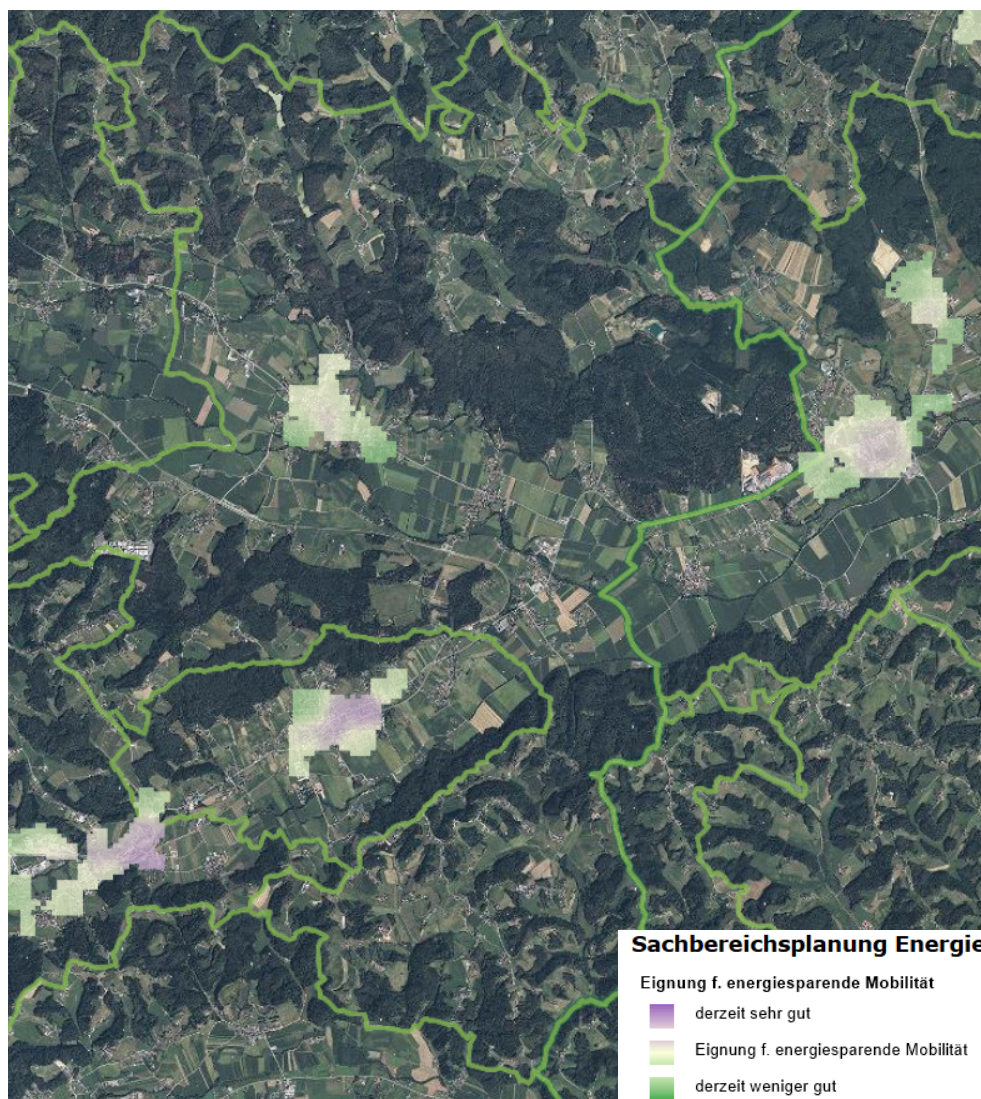 Sachbereichsplanung Energie
Eignung f. energiesparende Mobilität
derzeit sehr gut
Eignung f. energiesparende Mobilität
derzeit weniger gut